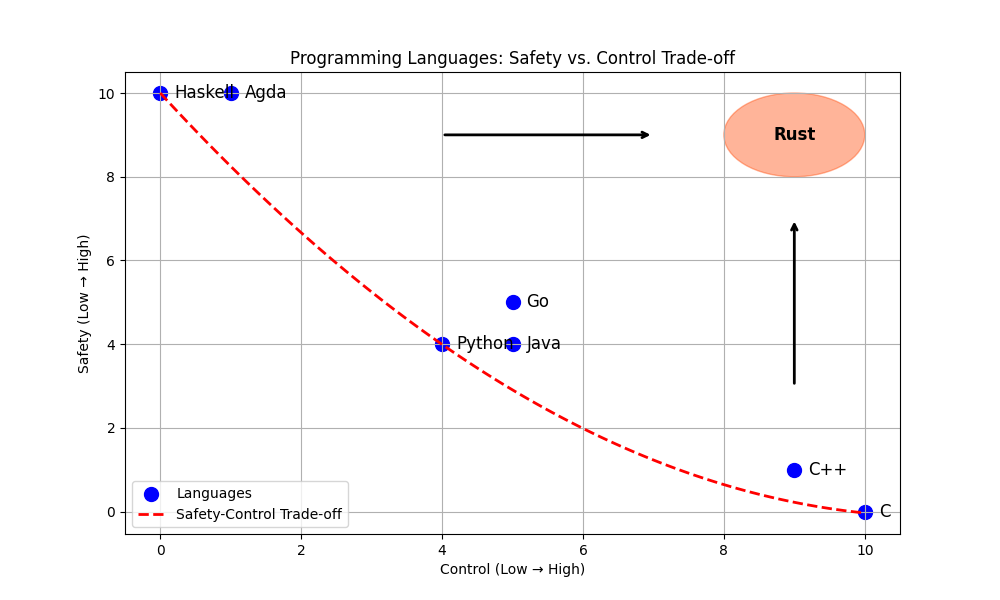 Programming Languages: Safety vs. Control Trade-off
10
Haskell
Agda
Rust
8
6
Go
Safety (Low → High)
4
Python
Java
2
C++
Languages
0
Safety-Control Trade-off
C
0
2
4
6
8
10
Control (Low → High)